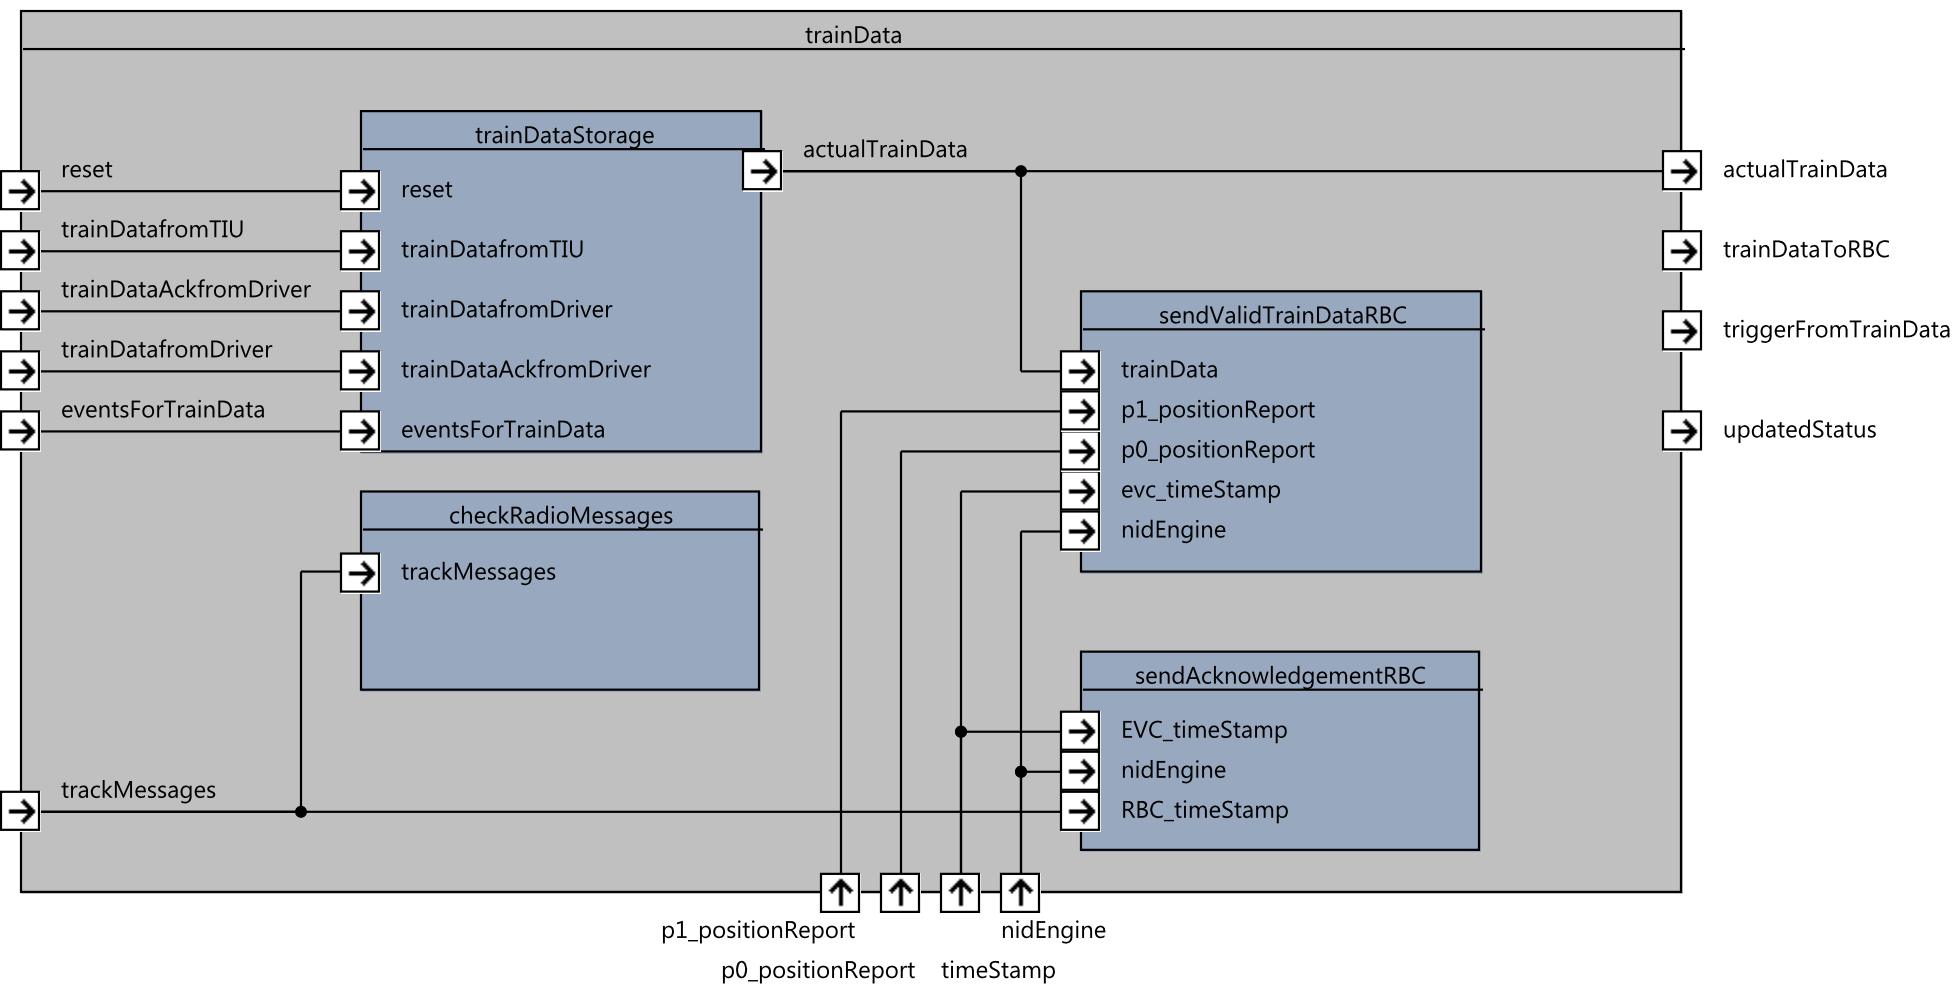 trainData
trainDataStorage
reset
reset
trainDatafromTIU
trainDatafromTIU
trainDataAckfromDriver
trainDatafromDriver
trainDatafromDriver
trainDataAckfromDriver
eventsForTrainData
eventsForTrainData
actualTrainData
actualTrainData
trainDataToRBC
triggerFromTrainData
updatedStatus
sendValidTrainDataRBC
trainData
p1_positionReport
p0_positionReport
evc_timeStamp
nidEngine
checkRadioMessages
trackMessages
sendAcknowledgementRBC
EVC_timeStamp
nidEngine
RBC_timeStamp
trackMessages
p1_positionReport
nidEngine
p0_positionReport
timeStamp